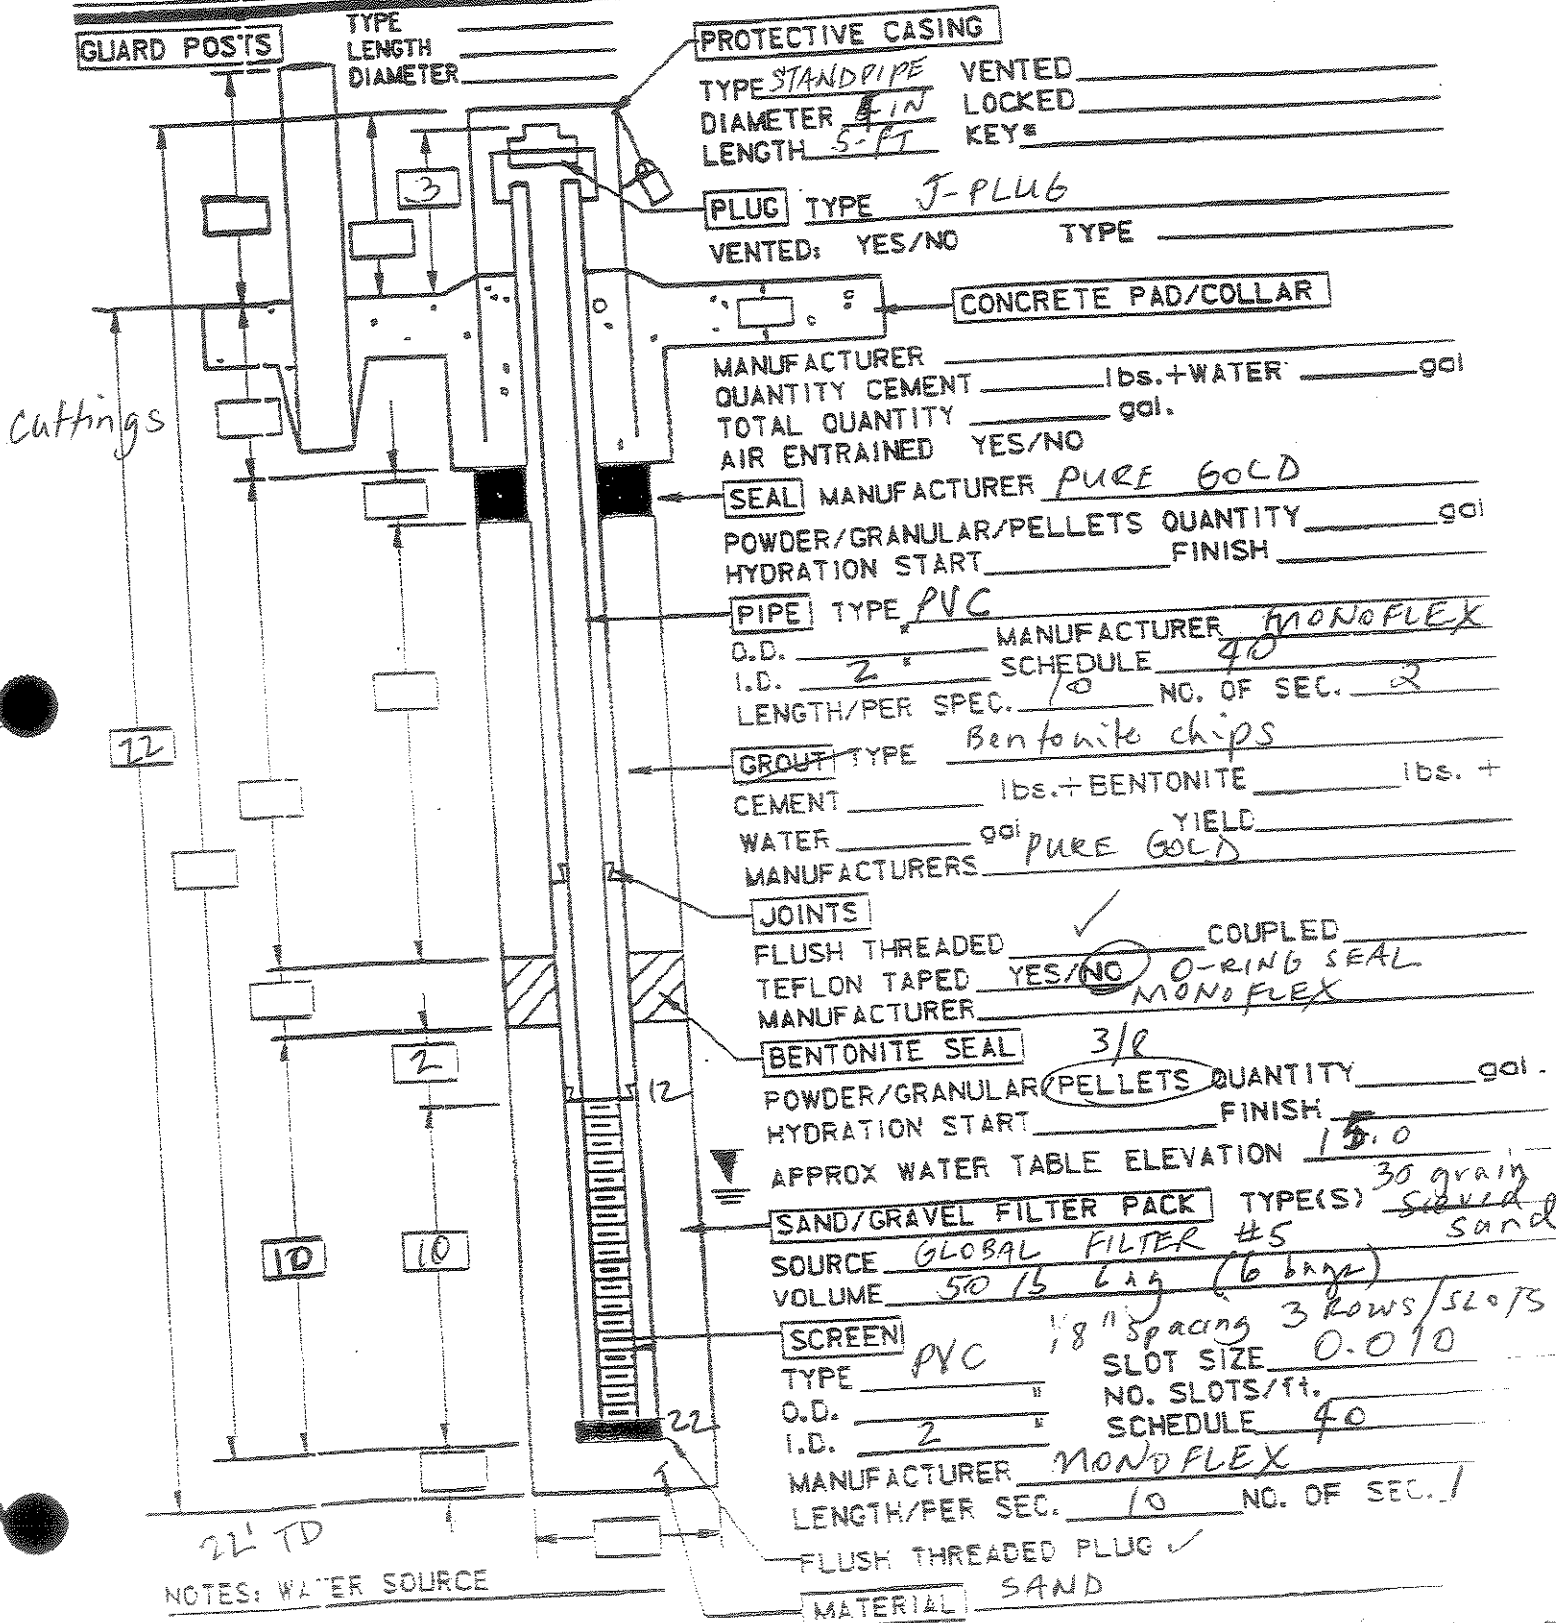 GUARD POSTS
TYPE
LENGTH
DIAMETER
PROTECTIVE CASING
TYPE STANDPIPE VENTED
DIAMETER 4 IN LOCKED
LENGTH 5-FT KEY#
3
PLUG TYPE J-PLUG
VENTED: YES/NO TYPE
CONCRETE PAD/COLLAR
MANUFACTURER
QUANTITY CEMENT lbs.+WATER gal
TOTAL QUANTITY gal.
AIR ENTRAINED YES/NO
Cuttings
SEAL MANUFACTURER PURE GOLD
POWDER/GRANULAR/PELLETS QUANTITY gal
HYDRATION START FINISH
PIPE TYPE PVC
O.D. " MANUFACTURER MONOFLEX
I.D. 2 " SCHEDULE 40
LENGTH/PER SPEC. 10 NO. OF SEC. 2
22
GROUT TYPE Bentonite chips
CEMENT lbs.+BENTONITE lbs. +
WATER gal YIELD
MANUFACTURERS PURE GOLD
JOINTS
FLUSH THREADED ✓ COUPLED
TEFLON TAPED YES/NO O-RING SEAL
MANUFACTURER MONOFLEX
BENTONITE SEAL 3/8
POWDER/GRANULAR/PELLETS QUANTITY gal.
HYDRATION START FINISH
2
12
APPROX WATER TABLE ELEVATION 15.0
SAND/GRAVEL FILTER PACK TYPE(S) 30 grain
sieved
sand
SOURCE GLOBAL FILTER #5
VOLUME 50 lb bag (6 bags)
10
10
1/8" spacing 3 ROWS/SLOTS
SCREEN
TYPE PVC SLOT SIZE 0.010
O.D. " NO. SLOTS/ft.
I.D. 2 " SCHEDULE 40
22
MANUFACTURER MONOFLEX
LENGTH/PER SEC. 10 NO. OF SEC. 1
22' TD
FLUSH THREADED PLUG ✓
NOTES: WATER SOURCE
MATERIAL SAND